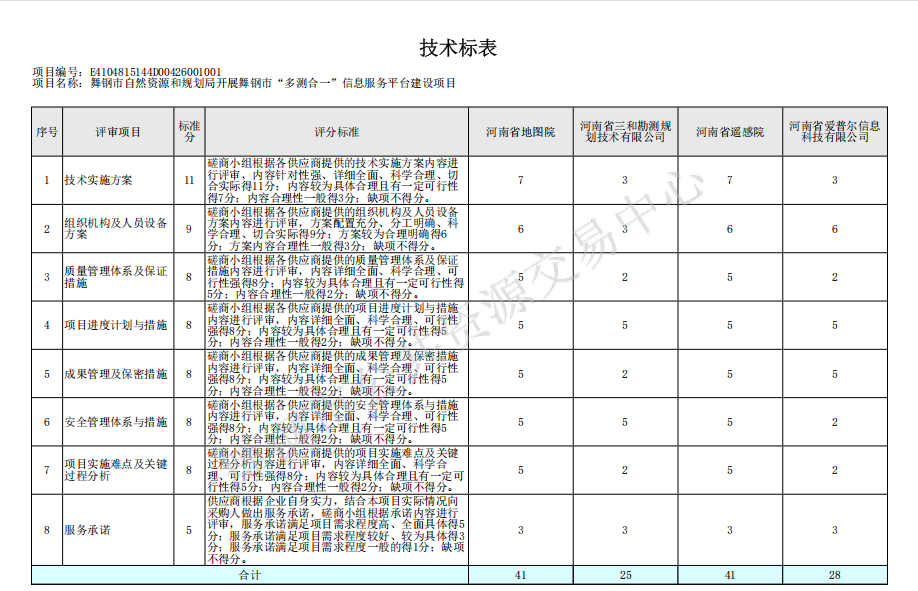 技术标表
项目编号：E4104815144D00426001001
项目名称：舞钢市自然资源和规划局开展舞钢市“多测合一”信息服务平台建设项目
序号 评审项目 标准分 评分标准 河南省地图院 河南省三和勘测规划技术有限公司 河南省遥感院 河南省爱普尔信息科技有限公司
1 技术实施方案 11 磋商小组根据各供应商提供的技术实施方案内容进
行评审，内容针对性强、详细全面、科学合理、切
合实际得11分；内容较为具体合理且有一定可行性
得7分；内容合理性一般得3分；缺项不得分。 7 3 7 3
2 组织机构及人员设备方案 9 磋商小组根据各供应商提供的组织机构及人员设备
方案内容进行评审，方案配置充分、分工明确、科
学合理、切合实际得9分；方案较为合理明确得6
分；方案内容合理性一般得3分；缺项不得分。 6 3 6 6
3 质量管理体系及保证措施 8 磋商小组根据各供应商提供的质量管理体系及保证
措施内容进行评审，内容详细全面、科学合理、可
行性强得8分；内容较为具体合理且有一定可行性得
5分；内容合理性一般得2分；缺项不得分。 5 2 5 2
4 项目进度计划与措施 8 磋商小组根据各供应商提供的项目进度计划与措施
内容进行评审，内容详细全面、科学合理、可行性
强得8分；内容较为具体合理且有一定可行性得5
分；内容合理性一般得2分；缺项不得分。 5 5 5 5
5 成果管理及保密措施 8 磋商小组根据各供应商提供的成果管理及保密措施
内容进行评审，内容详细全面、科学合理、可行性
强得8分；内容较为具体合理且有一定可行性得5
分；内容合理性一般得2分；缺项不得分。 5 2 5 5
6 安全管理体系与措施 8 磋商小组根据各供应商提供的安全管理体系与措施
内容进行评审，内容详细全面、科学合理、可行性
强得8分；内容较为具体合理且有一定可行性得5
分；内容合理性一般得2分；缺项不得分。 5 5 5 2
7 项目实施难点及关键过程分析 8 磋商小组根据各供应商提供的项目实施难点及关键
过程分析内容进行评审，内容详细全面、科学合
理、可行性强得8分；内容较为具体合理且有一定可
行性得5分；内容合理性一般得2分；缺项不得分。 5 2 5 2
8 服务承诺 5 供应商根据企业自身实力，结合本项目实际情况向
采购人做出服务承诺，磋商小组根据承诺内容进行
评审，服务承诺满足项目需求程度高、全面具体得5
分；服务承诺满足项目需求程度较好、较为具体得3
分；服务承诺满足项目需求程度一般的得1分；缺项
不得分。 3 3 3 3
合计 41 25 41 28
资源交易中心